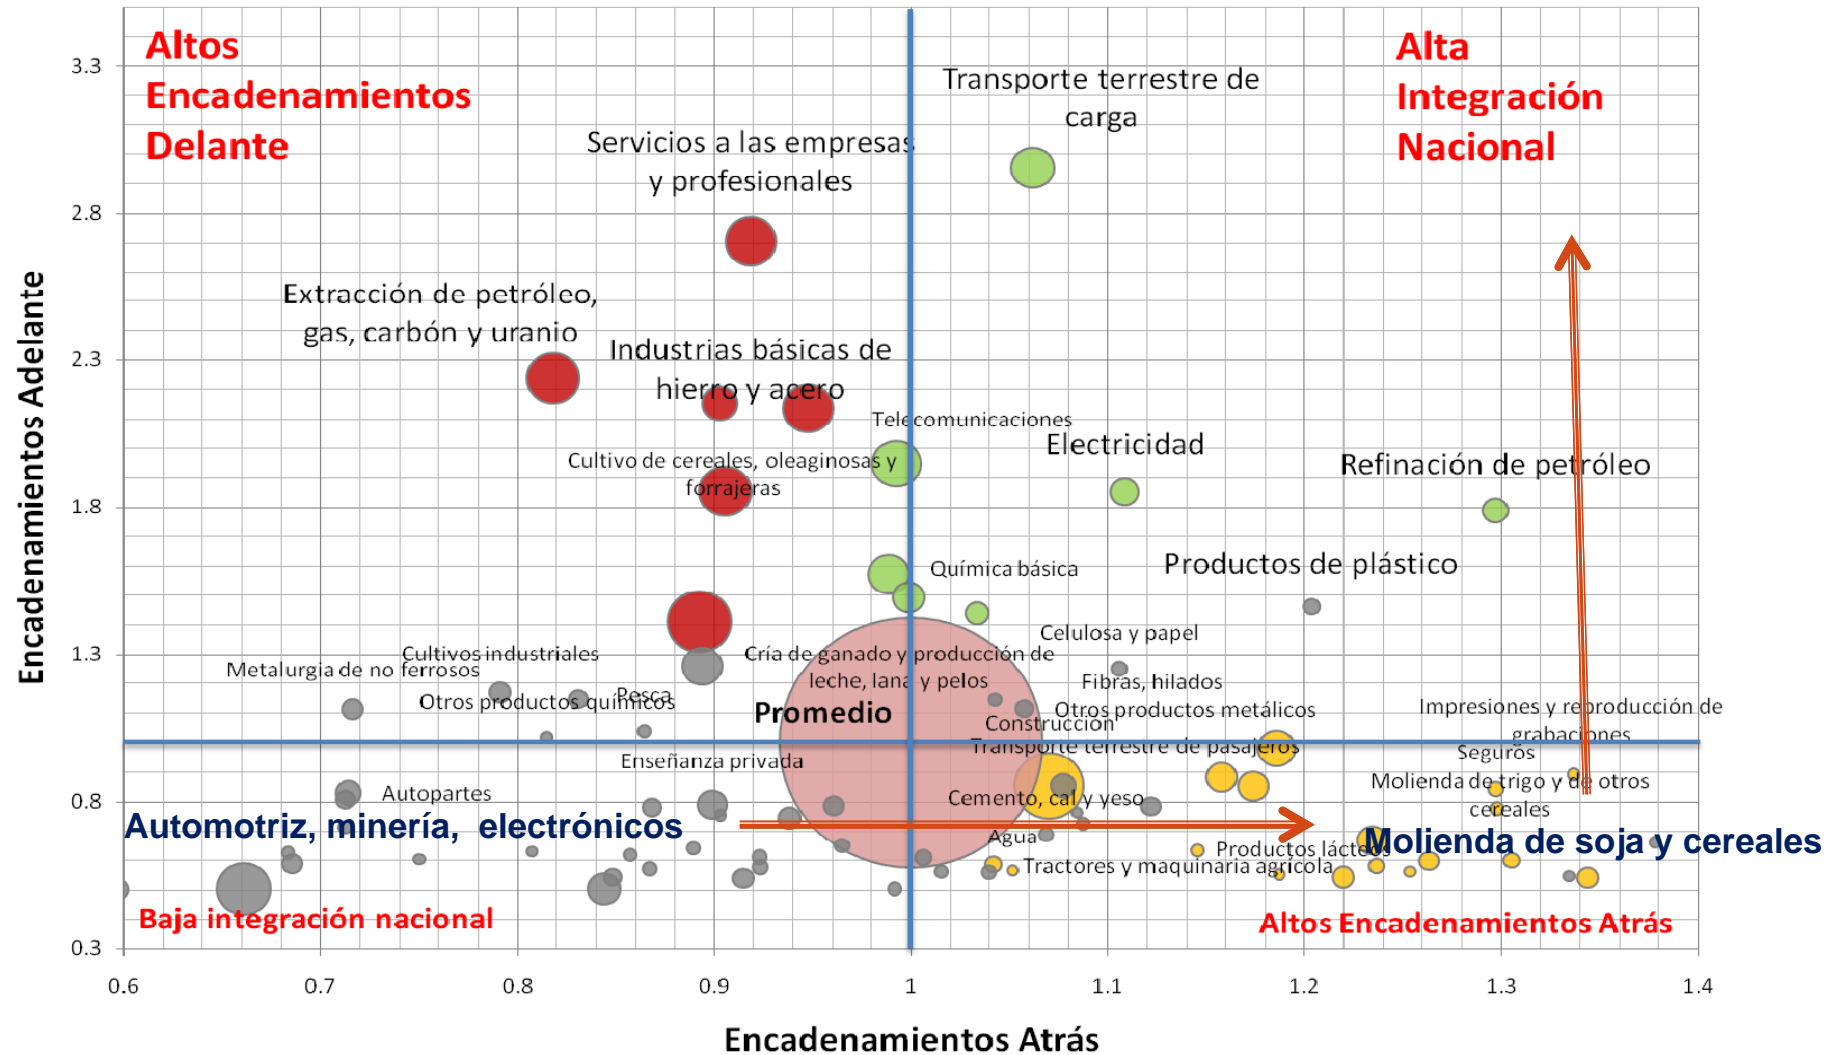 Altos
Encadenamientos
Delante
Alta
Integración
Nacional
Transporte terrestre de
carga
Servicios a las empresas
y profesionales
Extracción de petróleo,
gas, carbón y uranio
Industrias básicas de
hierro y acero
Telecomunicaciones
Electricidad
Cultivo de cereales, oleaginosas y
forrajeras
Refinación de petróleo
Química básica
Productos de plástico
Celulosa y papel
Cultivos industriales
Metalurgia de no ferrosos
Cría de ganado y producción de
leche, lana y pelos
Pesca
Otros productos químicos
Fibras, hilados
Promedio
Otros productos metálicos
Construcción
Impresiones y reproducción de
grabaciones
Transporte terrestre de pasajeros
Seguros
Enseñanza privada
Molienda de trigo y de otros
cereales
Autopartes
Cemento, cal y yeso
Automotriz, minería, electrónicos
Agua
Molienda de soja y cereales
Productos lácteos
Tractores y maquinaria agrícola
Baja integración nacional
Altos Encadenamientos Atrás
3.3
2.8
2.3
1.8
1.3
0.8
0.3
0.6 0.7 0.8 0.9 1 1.1 1.2 1.3 1.4
Encadenamientos Adelante
Encadenamientos Atrás